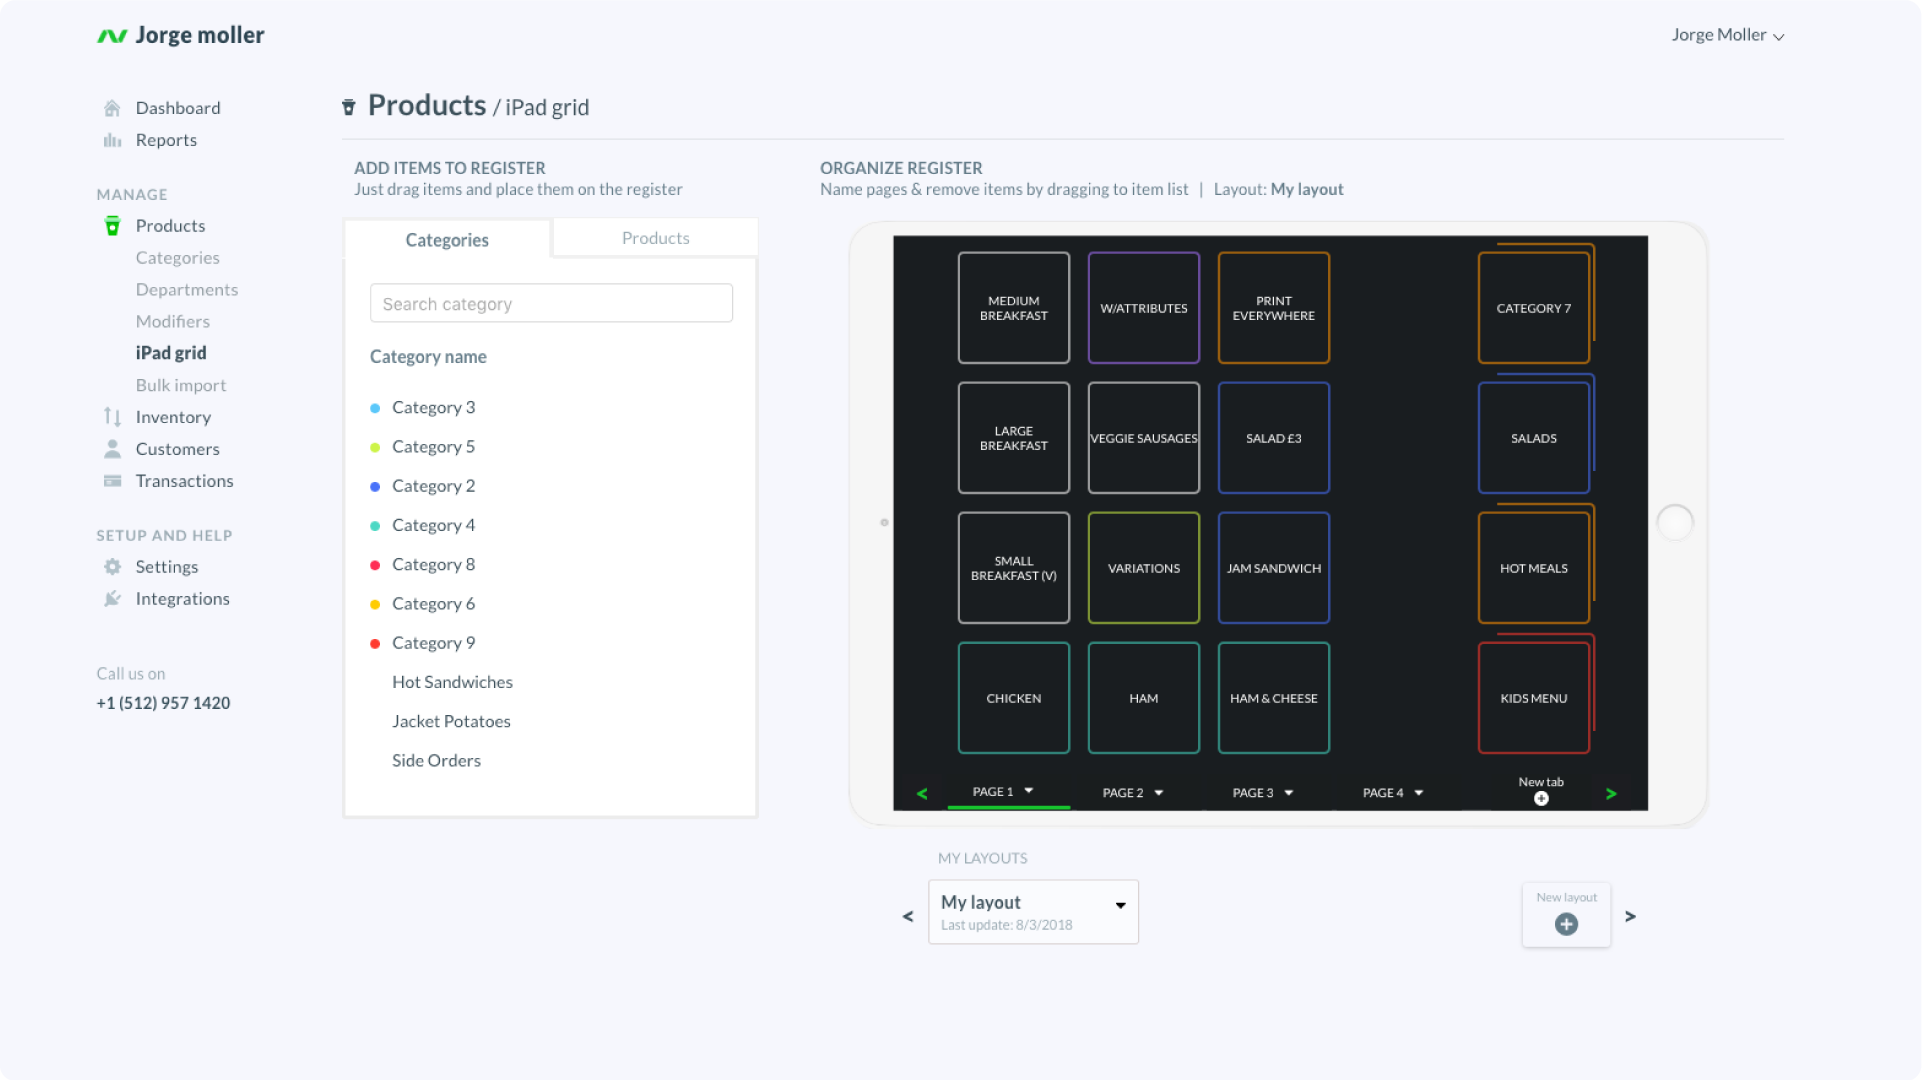 Jorge moller
Jorge Moller
Dashboard
Reports
MANAGE
Products
Categories
Departments
Modifiers
iPad grid
Bulk import
Inventory
Customers
Transactions
SETUP AND HELP
Settings
Integrations
Call us on
+1 (512) 957 1420
Products / iPad grid
ADD ITEMS TO REGISTER
Just drag items and place them on the register
Categories
Products
Search category
Category name
Category 3
Category 5
Category 2
Category 4
Category 8
Category 6
Category 9
Hot Sandwiches
Jacket Potatoes
Side Orders
ORGANIZE REGISTER
Name pages & remove items by dragging to item list | Layout: My layout
MEDIUM
BREAKFAST
W/ATTRIBUTES
PRINT
EVERYWHERE
CATEGORY 7
LARGE
BREAKFAST
VEGGIE SAUSAGES
SALAD £3
SALADS
SMALL
BREAKFAST (V)
VARIATIONS
JAM SANDWICH
HOT MEALS
CHICKEN
HAM
HAM & CHEESE
KIDS MENU
< PAGE 1 PAGE 2 PAGE 3 PAGE 4 New tab >
MY LAYOUTS
<
My layout
Last update: 8/3/2018
New layout
>